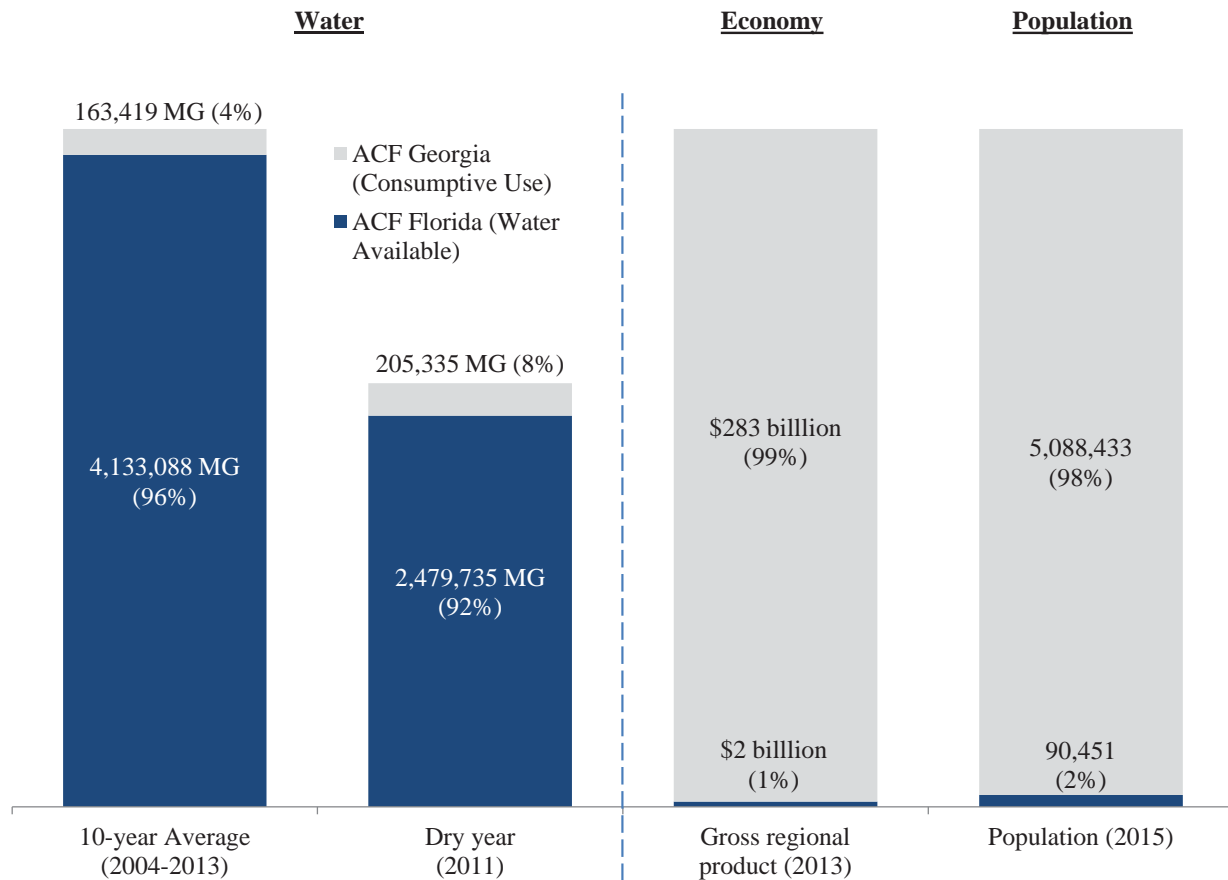 Water
Economy
Population
163,419 MG (4%)
ACF Georgia
(Consumptive Use)
ACF Florida (Water
Available)
205,335 MG (8%)
4,133,088 MG
(96%)
2,479,735 MG
(92%)
$283 billlion
(99%)
5,088,433
(98%)
$2 billlion
(1%)
90,451
(2%)
10-year Average
(2004-2013)
Dry year
(2011)
Gross regional
product (2013)
Population (2015)